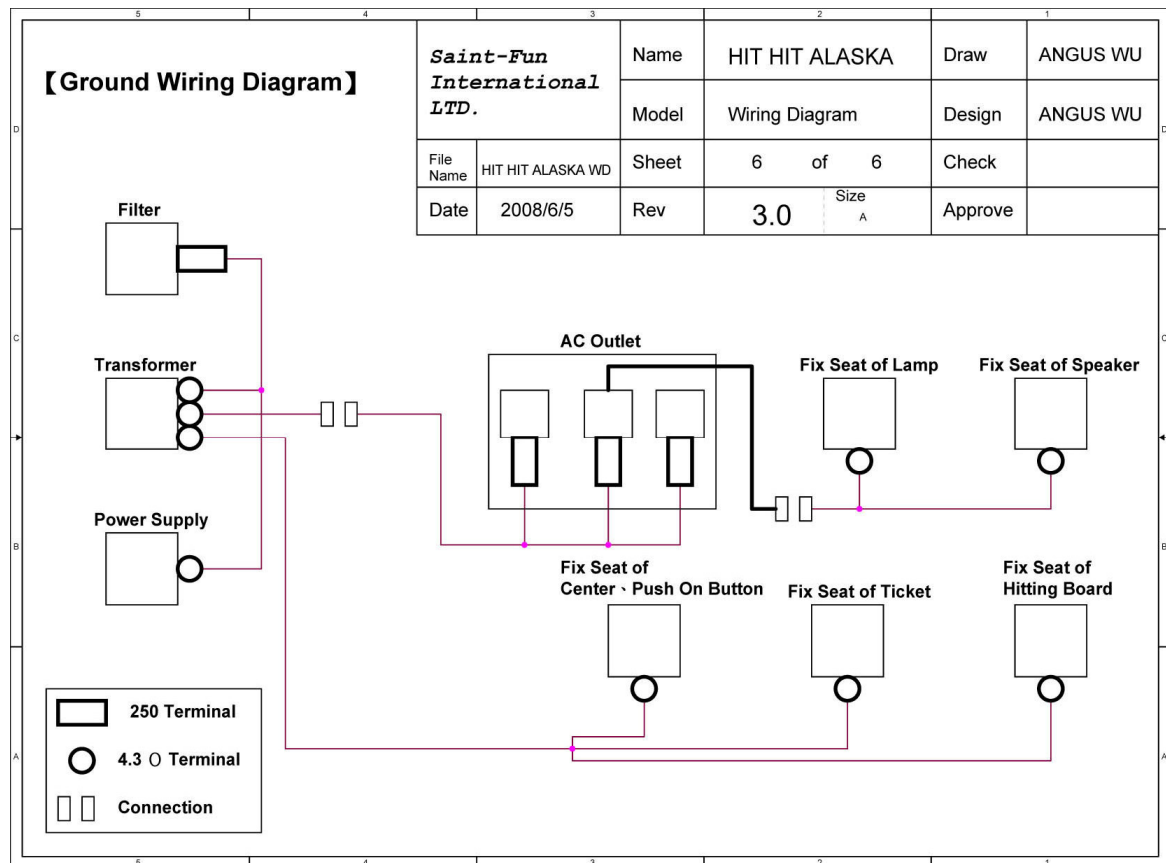 5 4 3 2 1
【Ground Wiring Diagram】
Saint-Fun
International
LTD.
Name HIT HIT ALASKA Draw ANGUS WU
Model Wiring Diagram Design ANGUS WU
File
Name HIT HIT ALASKA WD Sheet 6 of 6 Check
Date 2008/6/5 Rev 3.0 Size
A Approve
D D
Filter
C C
AC Outlet
Transformer Fix Seat of Lamp Fix Seat of Speaker
Power Supply
B B
Fix Seat of
Center、Push On Button
Fix Seat of Ticket
Fix Seat of
Hitting Board
250 Terminal
4.3 O Terminal
Connection
A A
5 4 3 2 1